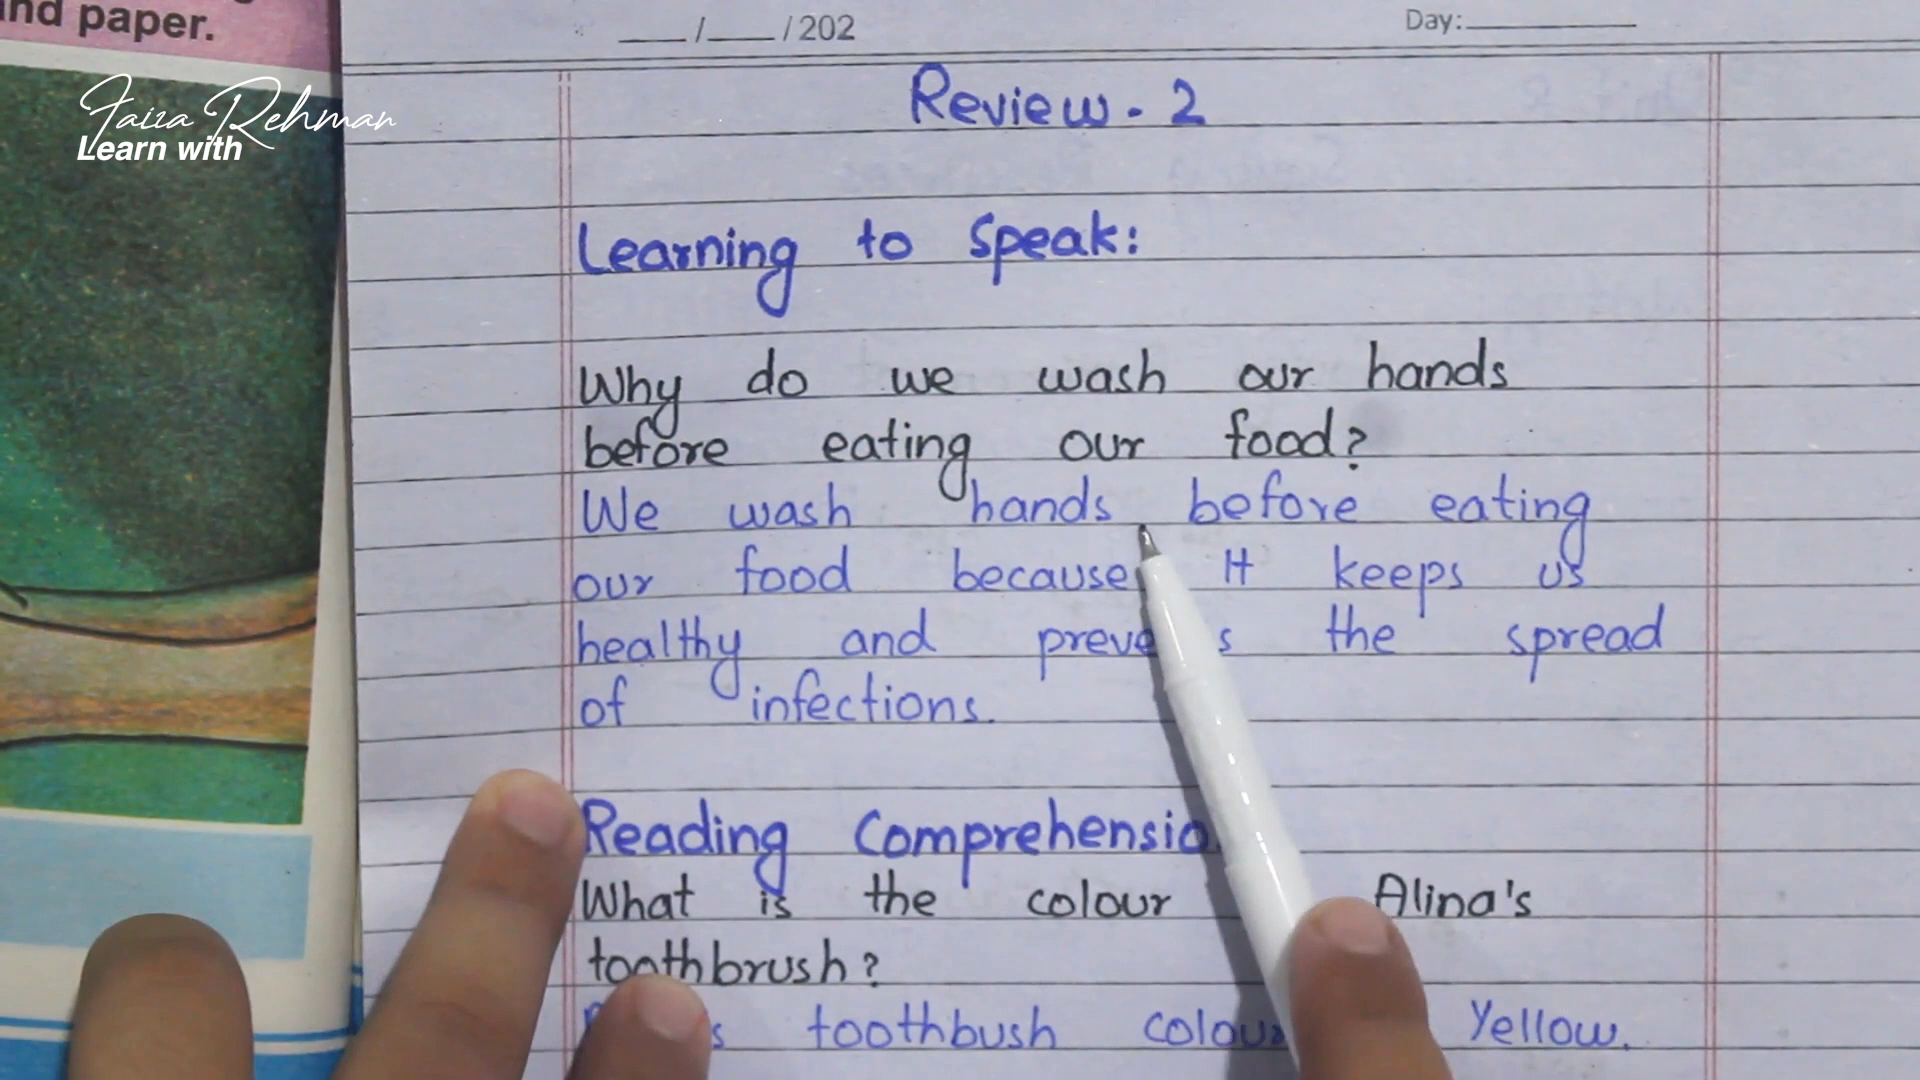 nd paper.
Faiza Rehman
Learn with
/ / 202
Day:
Review - 2
Learning to speak:
Why do we wash our hands
before eating our food?
We wash hands before eating
our food because it keeps us
healthy and the spread
of infections.
Reading
What is the colour Alina's
toothbrush?
toothbush Yellow.